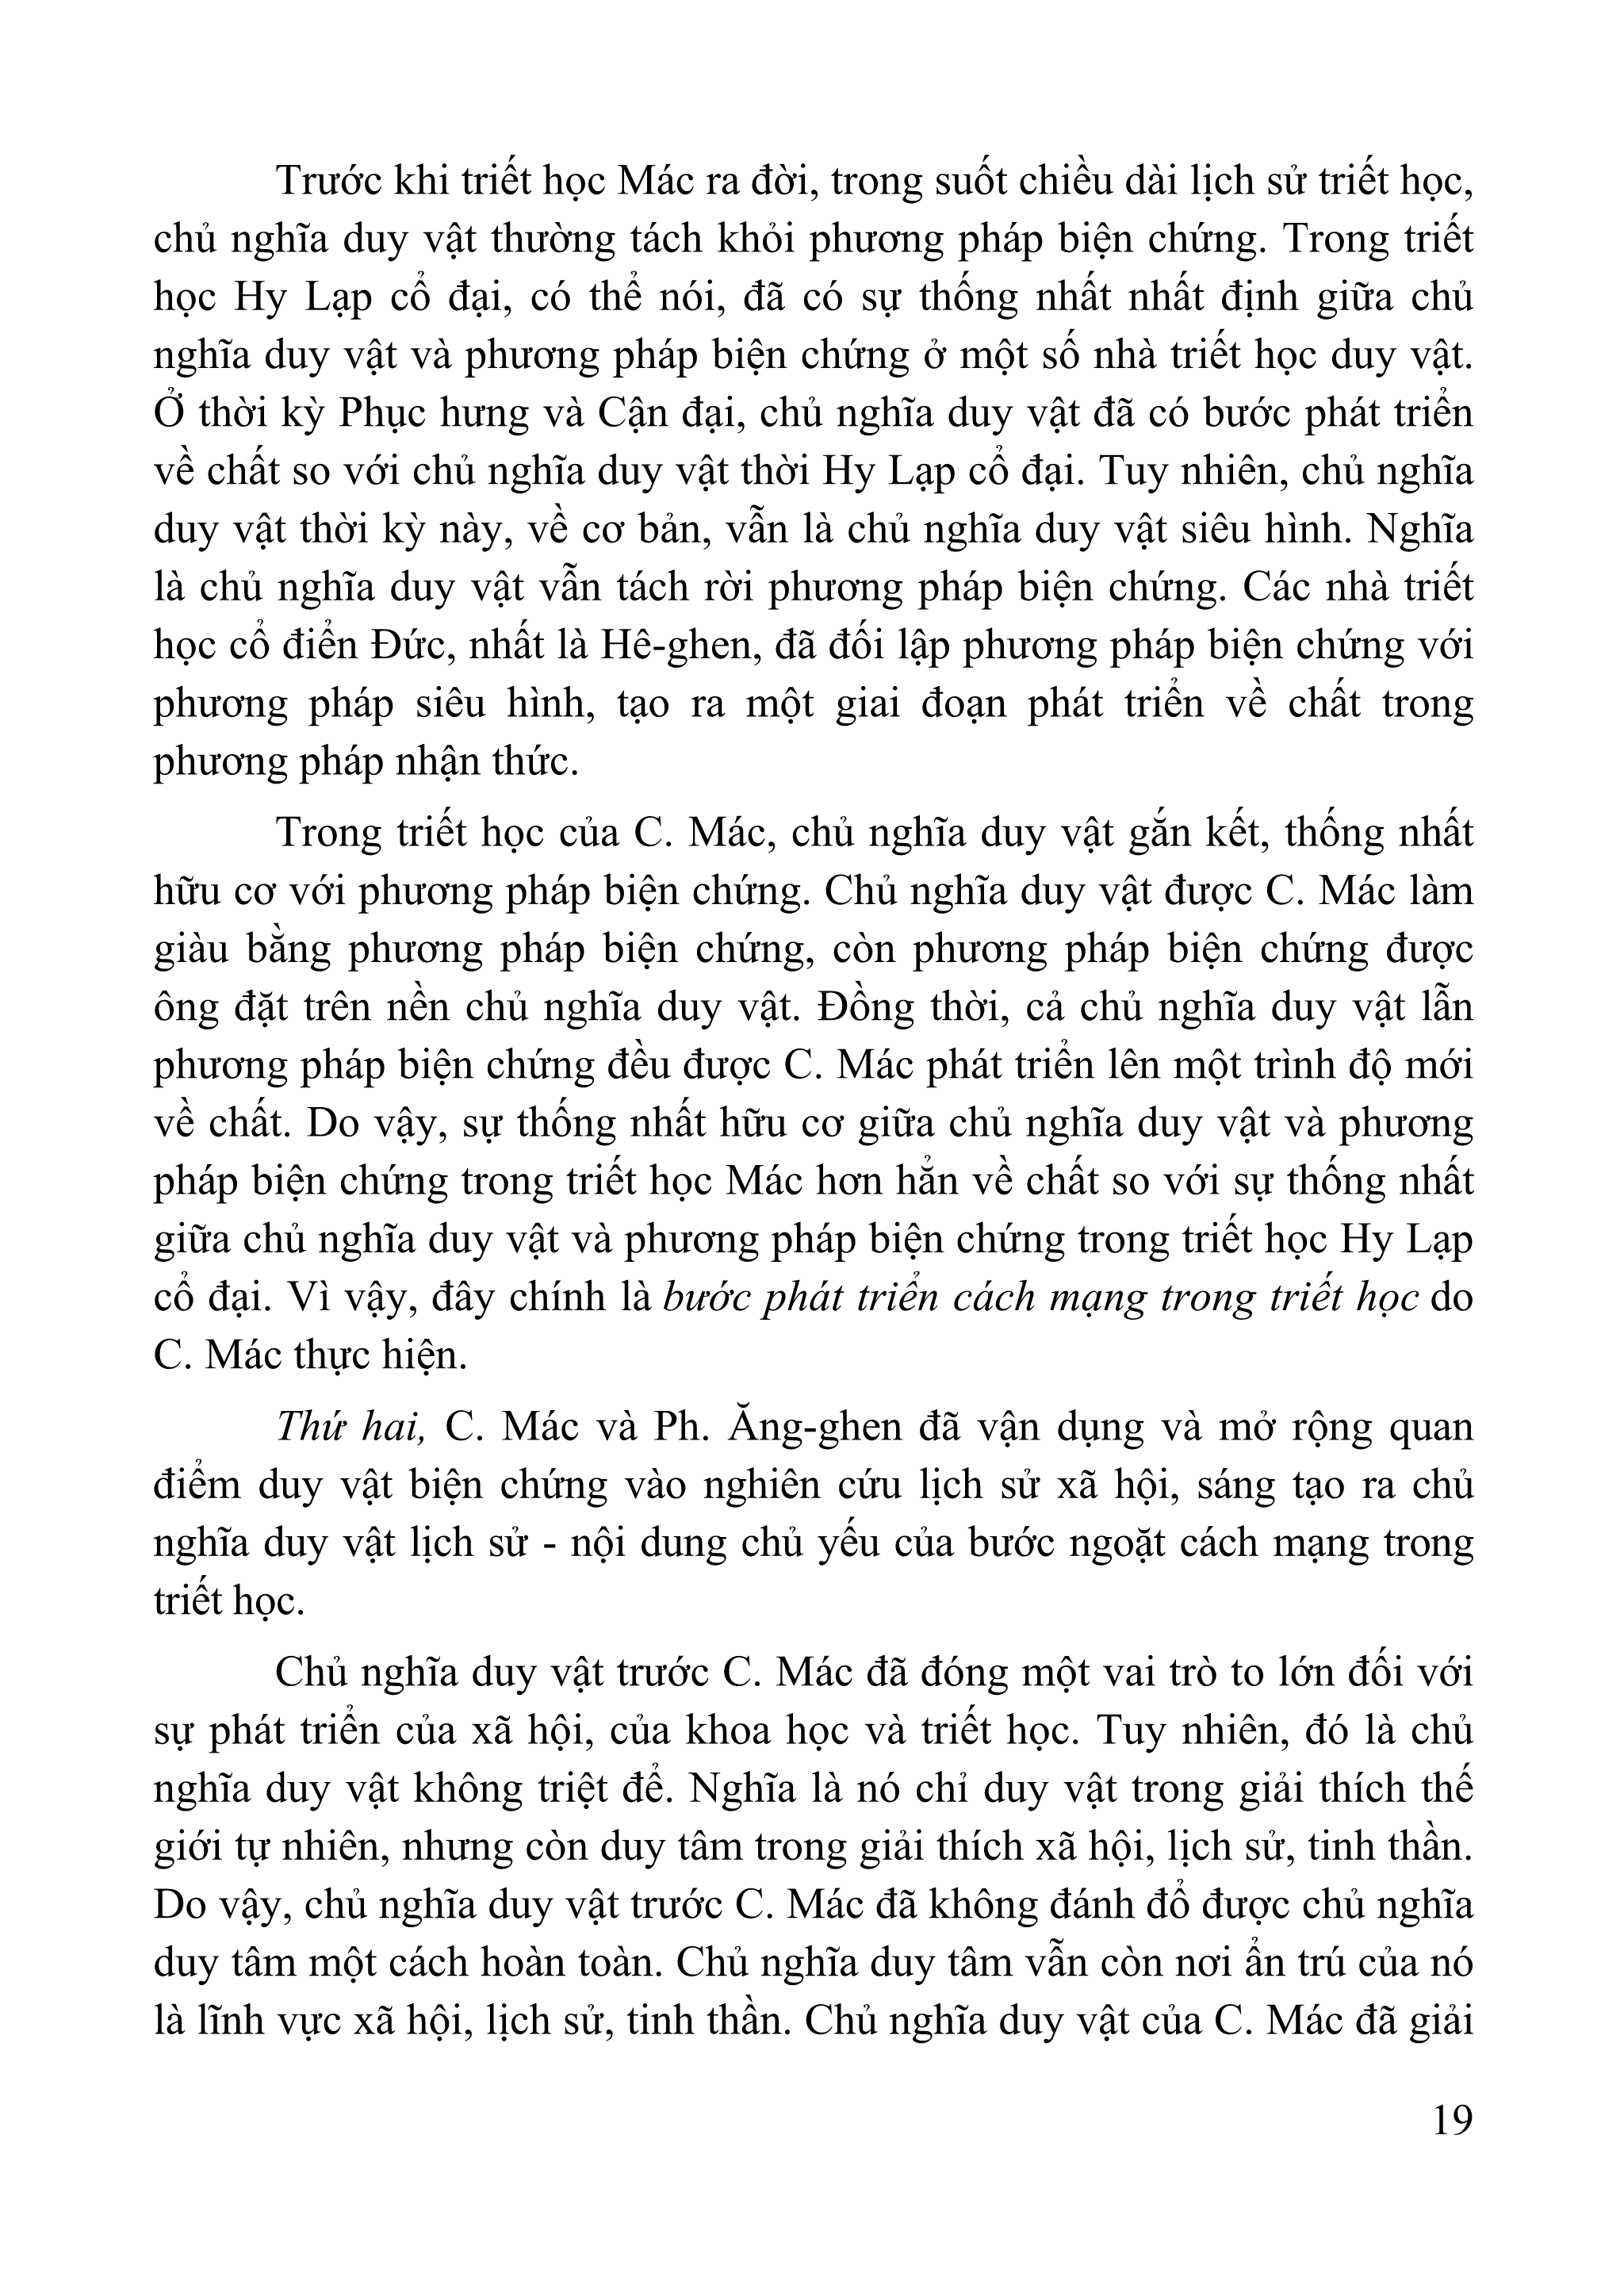 Trước khi triết học Mác ra đời, trong suốt chiều dài lịch sử triết học,
chủ nghĩa duy vật thường tách khỏi phương pháp biện chứng. Trong triết
học Hy Lạp cổ đại, có thể nói, đã có sự thống nhất nhất định giữa chủ
nghĩa duy vật và phương pháp biện chứng ở một số nhà triết học duy vật.
Ở thời kỳ Phục hưng và Cận đại, chủ nghĩa duy vật đã có bước phát triển
về chất so với chủ nghĩa duy vật thời Hy Lạp cổ đại. Tuy nhiên, chủ nghĩa
duy vật thời kỳ này, về cơ bản, vẫn là chủ nghĩa duy vật siêu hình. Nghĩa
là chủ nghĩa duy vật vẫn tách rời phương pháp biện chứng. Các nhà triết
học cổ điển Đức, nhất là Hê-ghen, đã đối lập phương pháp biện chứng với
phương pháp siêu hình, tạo ra một giai đoạn phát triển về chất trong
phương pháp nhận thức.
Trong triết học của C. Mác, chủ nghĩa duy vật gắn kết, thống nhất
hữu cơ với phương pháp biện chứng. Chủ nghĩa duy vật được C. Mác làm
giàu bằng phương pháp biện chứng, còn phương pháp biện chứng được
ông đặt trên nền chủ nghĩa duy vật. Đồng thời, cả chủ nghĩa duy vật lẫn
phương pháp biện chứng đều được C. Mác phát triển lên một trình độ mới
về chất. Do vậy, sự thống nhất hữu cơ giữa chủ nghĩa duy vật và phương
pháp biện chứng trong triết học Mác hơn hẳn về chất so với sự thống nhất
giữa chủ nghĩa duy vật và phương pháp biện chứng trong triết học Hy Lạp
cổ đại. Vì vậy, đây chính là bước phát triển cách mạng trong triết học do
C. Mác thực hiện.
Thứ hai, C. Mác và Ph. Ăng-ghen đã vận dụng và mở rộng quan
điểm duy vật biện chứng vào nghiên cứu lịch sử xã hội, sáng tạo ra chủ
nghĩa duy vật lịch sử - nội dung chủ yếu của bước ngoặt cách mạng trong
triết học.
Chủ nghĩa duy vật trước C. Mác đã đóng một vai trò to lớn đối với
sự phát triển của xã hội, của khoa học và triết học. Tuy nhiên, đó là chủ
nghĩa duy vật không triệt để. Nghĩa là nó chỉ duy vật trong giải thích thế
giới tự nhiên, nhưng còn duy tâm trong giải thích xã hội, lịch sử, tinh thần.
Do vậy, chủ nghĩa duy vật trước C. Mác đã không đánh đổ được chủ nghĩa
duy tâm một cách hoàn toàn. Chủ nghĩa duy tâm vẫn còn nơi ẩn trú của nó
là lĩnh vực xã hội, lịch sử, tinh thần. Chủ nghĩa duy vật của C. Mác đã giải
19